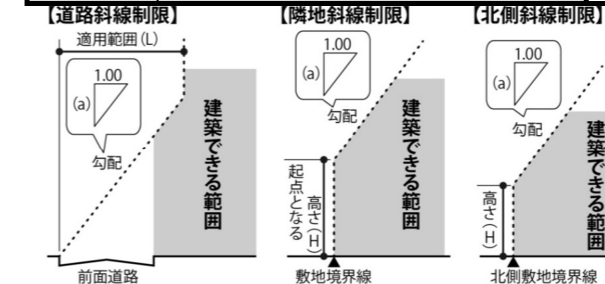 【道路斜線制限】
適用範囲(L)
1.00
(a)
勾配
建築できる範囲
前面道路
【隣地斜線制限】
1.00
(a)
勾配
起点となる
高さ(H)
建築できる範囲
敷地境界線
【北側斜線制限】
1.00
(a)
勾配
高さ(H)
建築できる範囲
北側敷地境界線